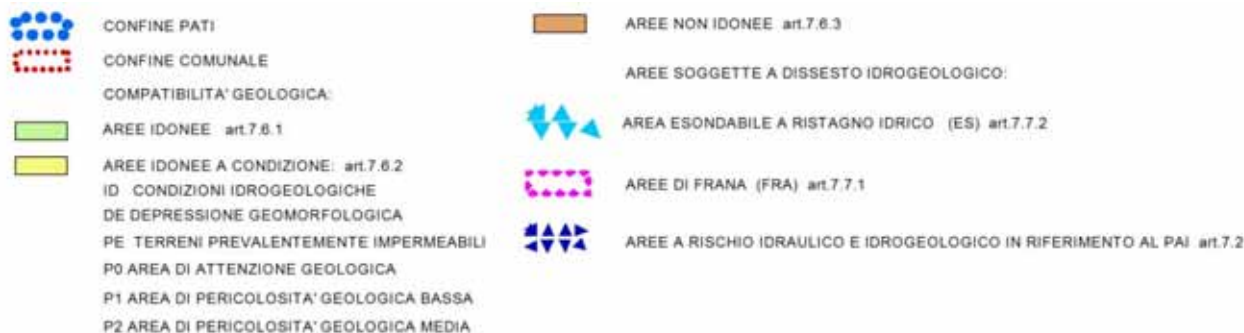 CONFINE PATI
CONFINE COMUNALE
COMPATIBILITA' GEOLOGICA:
AREE IDONEE art.7.6.1
AREE IDONEE A CONDIZIONE: art.7.6.2
ID CONDIZIONI IDROGEOLOGICHE
DE DEPRESSIONE GEOMORFOLOGICA
PE TERRENI PREVALENTEMENTE IMPERMEABILI
P0 AREA DI ATTENZIONE GEOLOGICA
P1 AREA DI PERICOLOSITA' GEOLOGICA BASSA
P2 AREA DI PERICOLOSITA' GEOLOGICA MEDIA
AREE NON IDONEE art.7.6.3
AREE SOGGETTE A DISSESTO IDROGEOLOGICO:
AREA ESONDABILE A RISTAGNO IDRICO (ES) art.7.7.2
AREE DI FRANA (FRA) art.7.7.1
AREE A RISCHIO IDRAULICO E IDROGEOLOGICO IN RIFERIMENTO AL PAI art.7.2